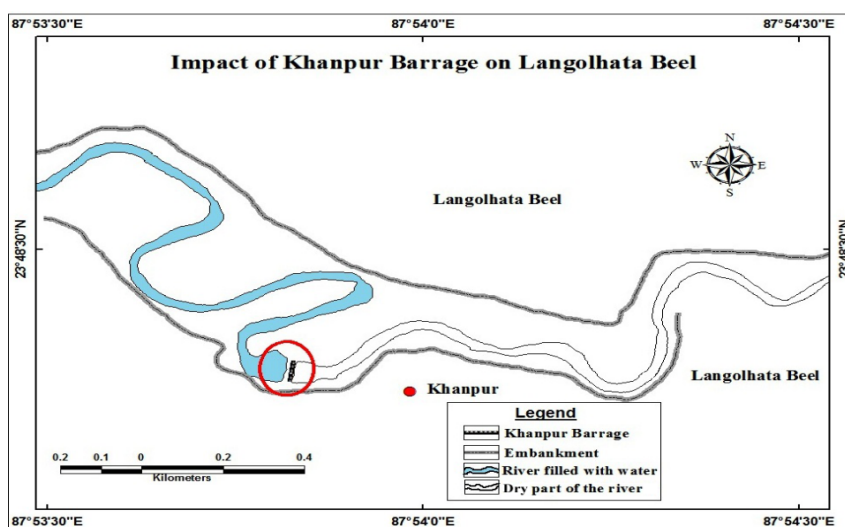 87°53'30"E 87°54'0"E 87°54'30"E
Impact of Khanpur Barrage on Langolhata Beel
N
W E
S
Langolhata Beel
23°48'30"N 23°48'30"N
Langolhata Beel
Khanpur
Legend
Khanpur Barrage
Embankment
River filled with water
Dry part of the river
0.2 0.1 0 0.2 0.4
Kilometers
87°53'30"E 87°54'0"E 87°54'30"E